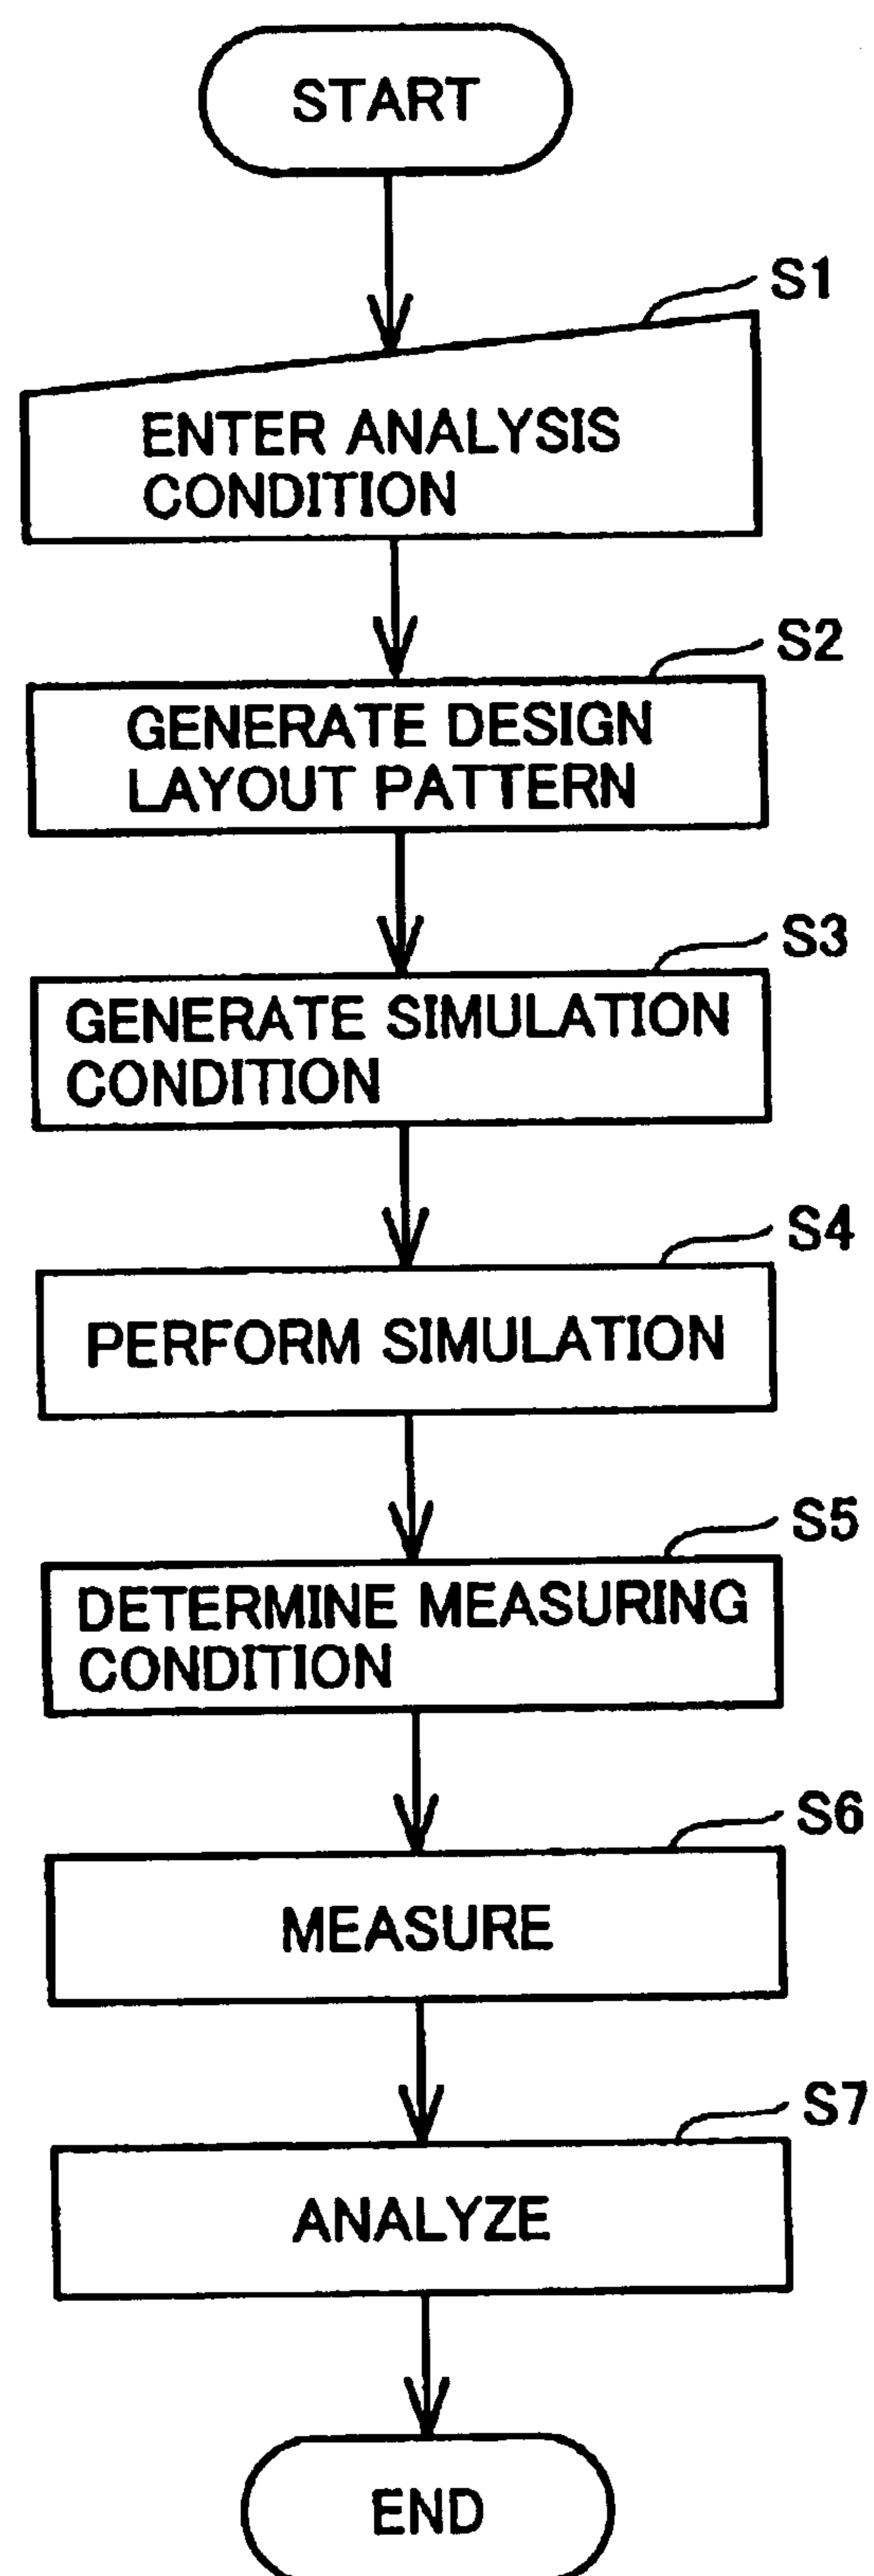 START
S1
ENTER ANALYSIS
CONDITION
S2
GENERATE DESIGN
LAYOUT PATTERN
S3
GENERATE SIMULATION
CONDITION
S4
PERFORM SIMULATION
S5
DETERMINE MEASURING
CONDITION
S6
MEASURE
S7
ANALYZE
END